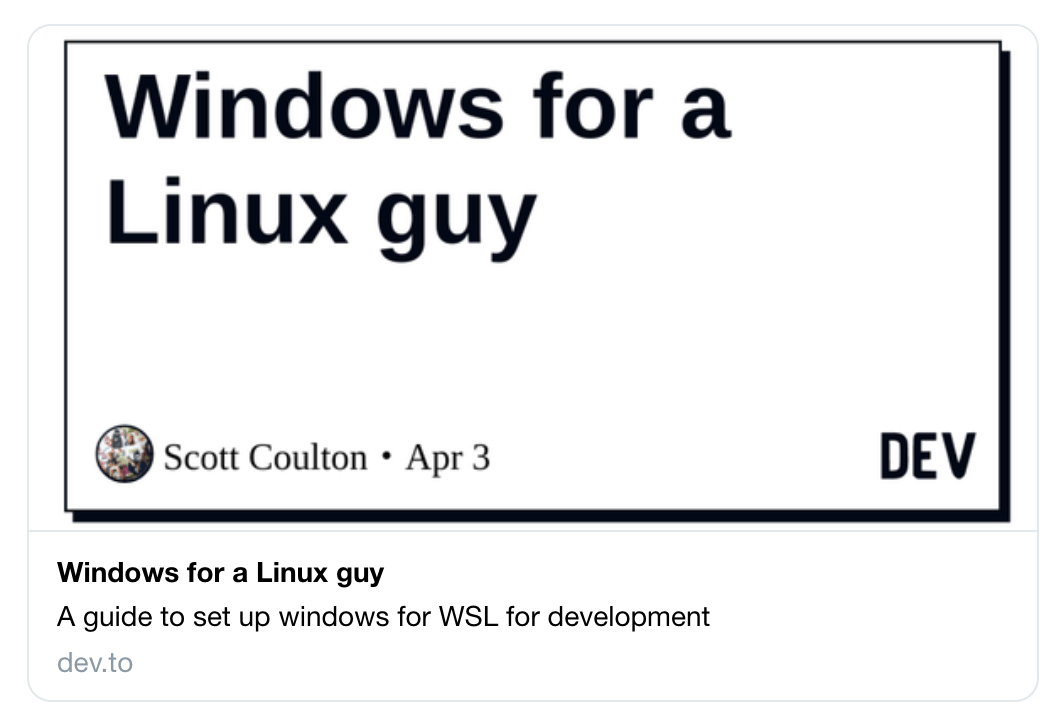 Windows for a
Linux guy
Scott Coulton • Apr 3
DEV
Windows for a Linux guy
A guide to set up windows for WSL for development
dev.to